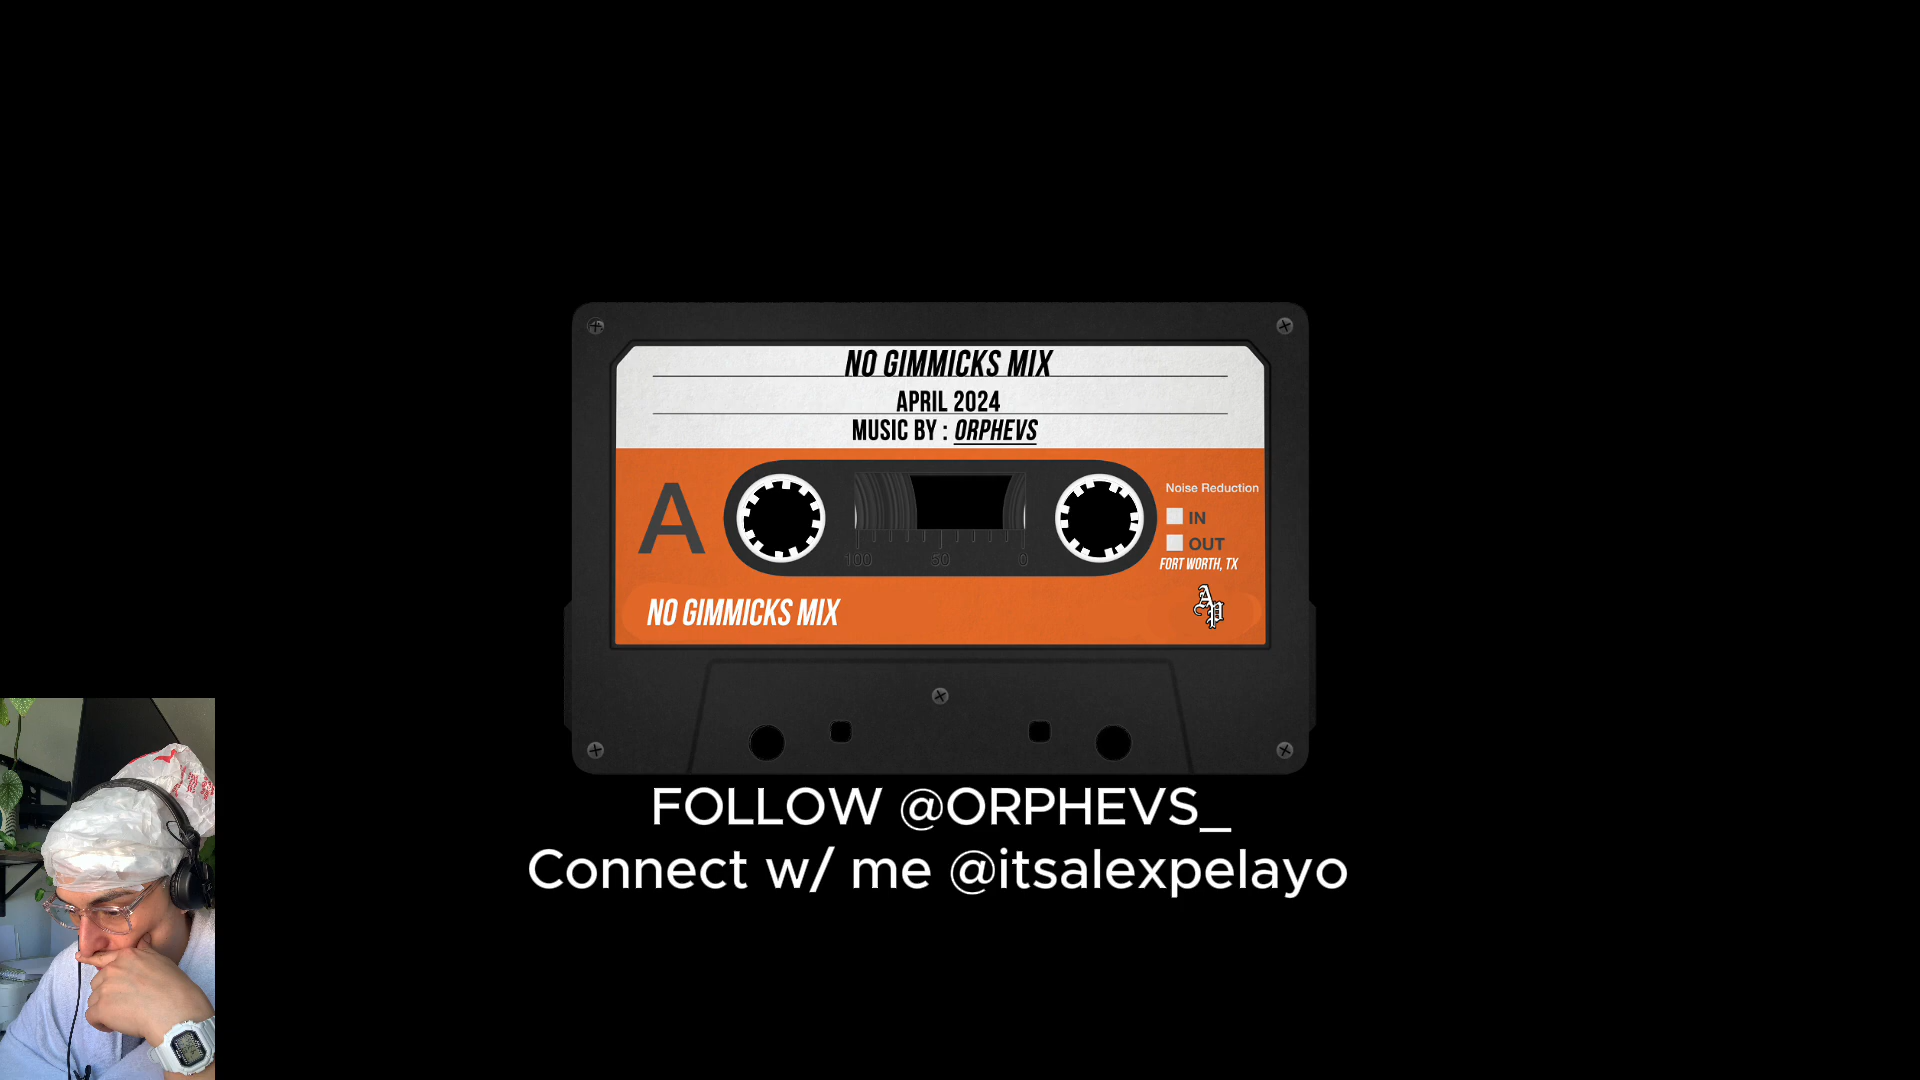 NO GIMMICKS MIX
APRIL 2024
MUSIC BY : ORPHEVS
A
Noise Reduction
IN
OUT
FORT WORTH, TX
100 50 0
NO GIMMICKS MIX
AP
FOLLOW @ORPHEVS_
Connect w/ me @itsalexpelayo